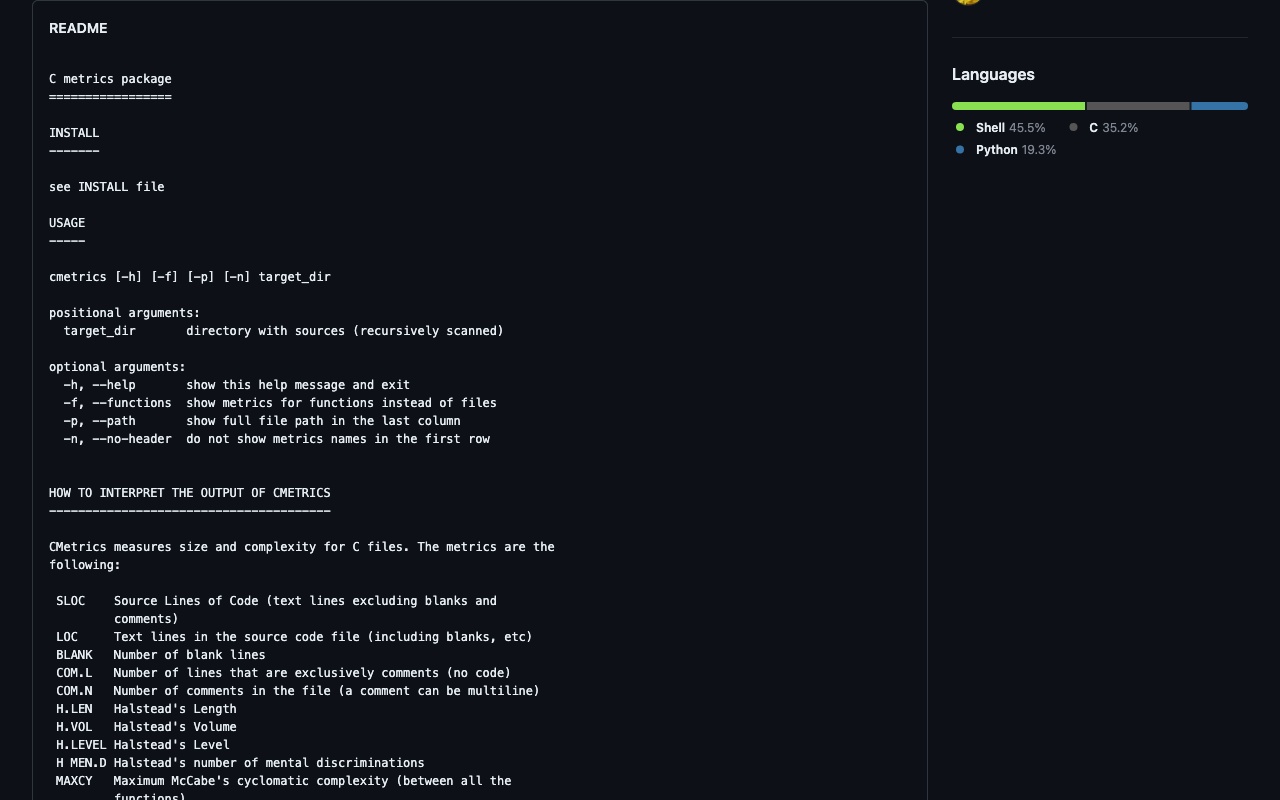 README
C metrics package
=================
INSTALL
-------
see INSTALL file
USAGE
-----
cmetrics [-h] [-f] [-p] [-n] target_dir
positional arguments:
  target_dir       directory with sources (recursively scanned)
optional arguments:
  -h, --help       show this help message and exit
  -f, --functions  show metrics for functions instead of files
  -p, --path       show full file path in the last column
  -n, --no-header  do not show metrics names in the first row
HOW TO INTERPRET THE OUTPUT OF CMETRICS
---------------------------------------
CMetrics measures size and complexity for C files. The metrics are the
following:
 SLOC    Source Lines of Code (text lines excluding blanks and
         comments)
 LOC     Text lines in the source code file (including blanks, etc)
 BLANK   Number of blank lines
 COM.L   Number of lines that are exclusively comments (no code)
 COM.N   Number of comments in the file (a comment can be multiline)
 H.LEN   Halstead's Length
 H.VOL   Halstead's Volume
 H.LEVEL Halstead's Level
 H MEN.D Halstead's number of mental discriminations
 MAXCY   Maximum McCabe's cyclomatic complexity (between all the
         functions)
Languages
Shell 45.5% C 35.2%
Python 19.3%